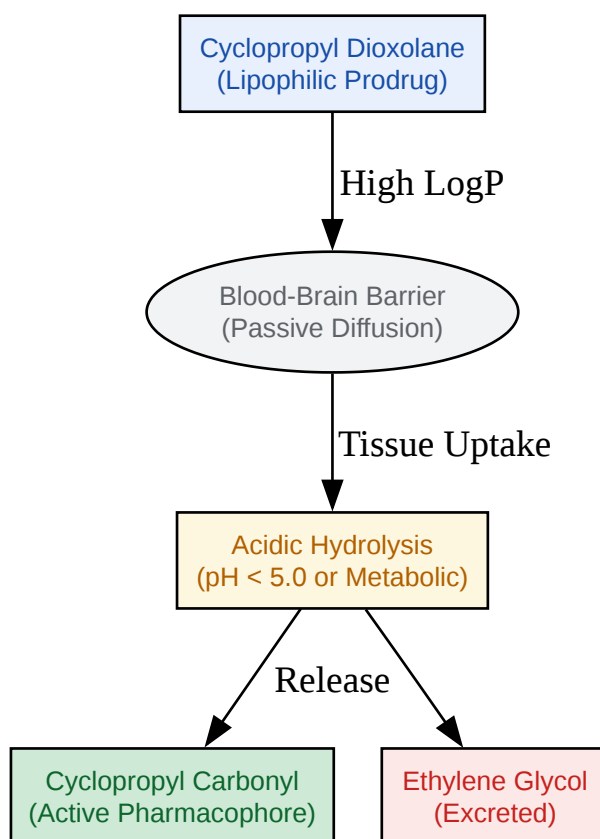 Cyclopropyl Dioxolane
(Lipophilic Prodrug)
High LogP
Blood-Brain Barrier
(Passive Diffusion)
Tissue Uptake
Acidic Hydrolysis
(pH < 5.0 or Metabolic)
Release
Cyclopropyl Carbonyl
(Active Pharmacophore)
Ethylene Glycol
(Excreted)